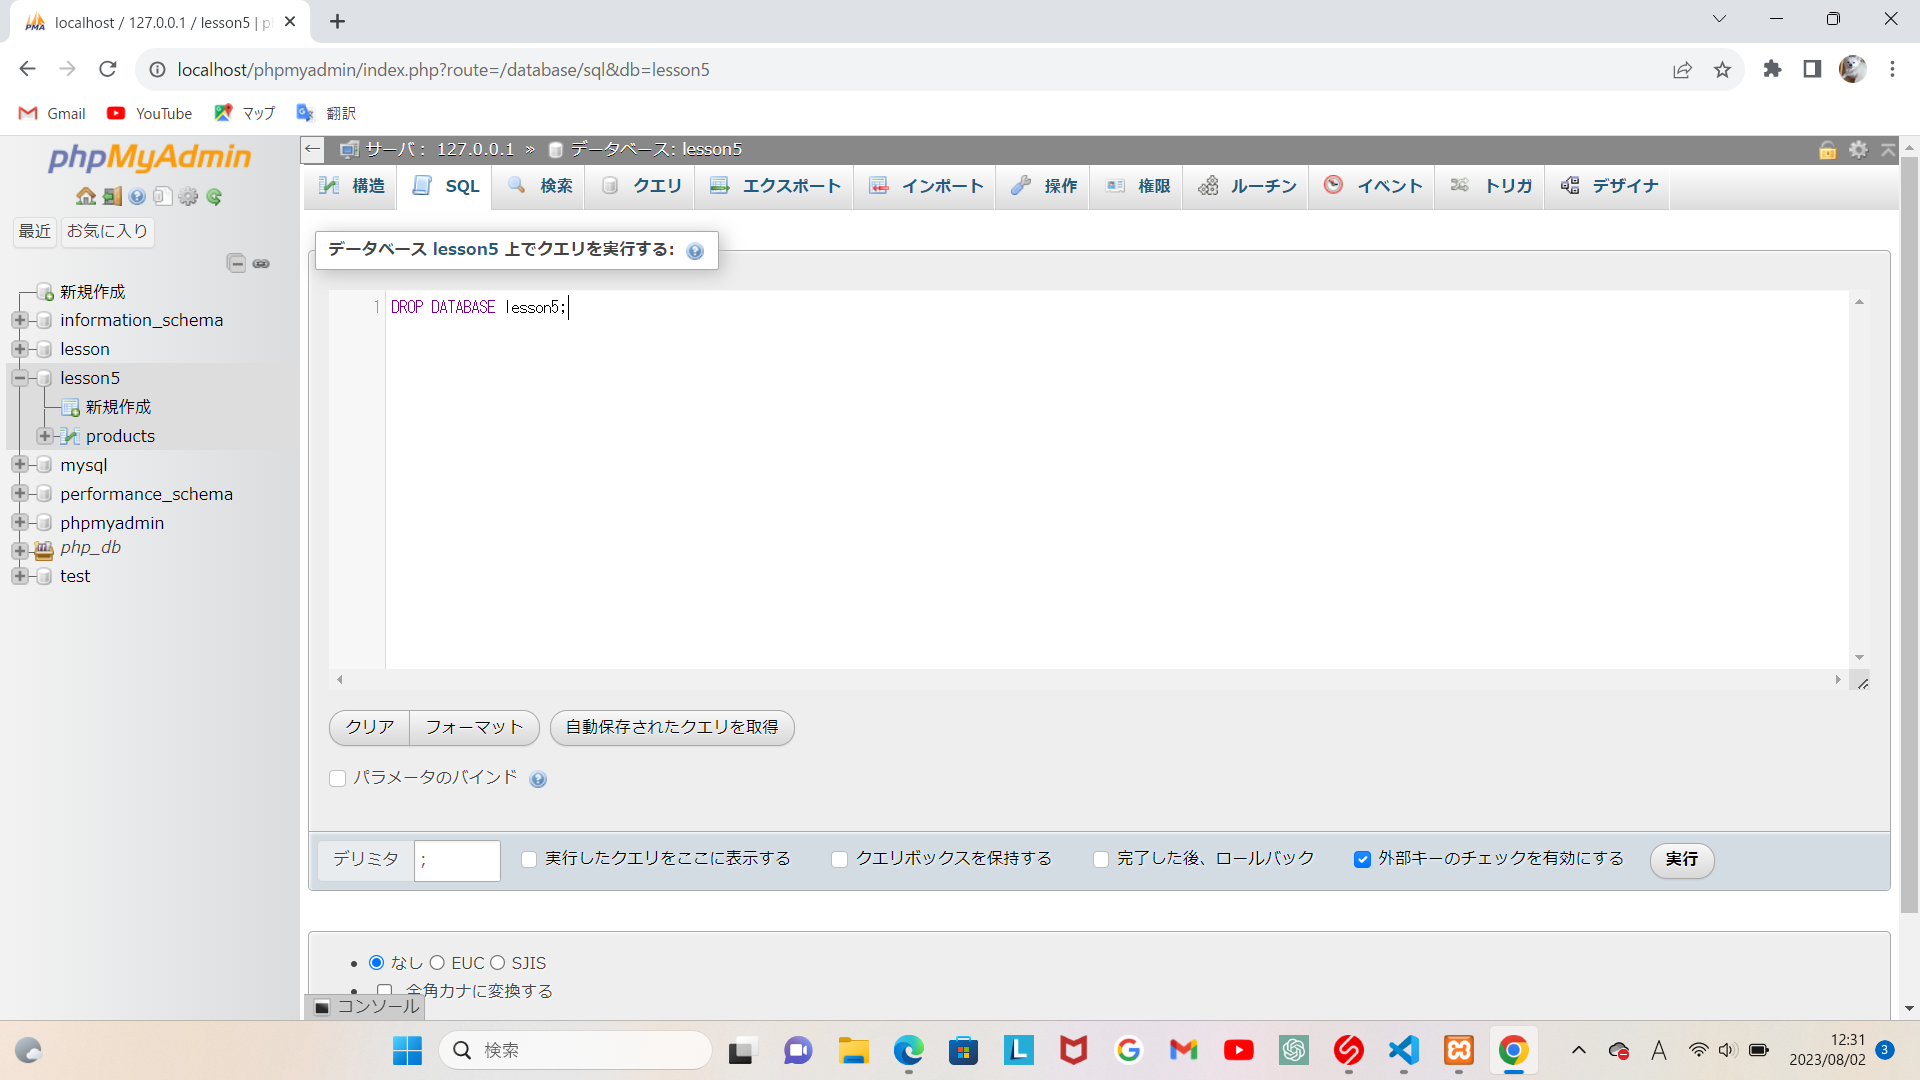 localhost / 127.0.0.1 / lesson5 | p
localhost/phpmyadmin/index.php?route=/database/sql&db=lesson5
Gmail YouTube マップ 翻訳
phpMyAdmin
最近 お気に入り
新規作成
information_schema
lesson
lesson5
新規作成
products
mysql
performance_schema
phpmyadmin
php_db
test
サーバ: 127.0.0.1 » データベース: lesson5
構造 SQL 検索 クエリ エクスポート インポート 操作 権限 ルーチン イベント トリガ デザイナ
データベース lesson5 上でクエリを実行する:
1 DROP DATABASE lesson5;
クリア フォーマット 自動保存されたクエリを取得
パラメータのバインド
デリミタ ; 実行したクエリをここに表示する クエリボックスを保持する 完了した後、ロールバック 外部キーのチェックを有効にする 実行
なし EUC SJIS
全角カナに変換する
コンソール
検索
A
12:31
2023/08/02
3